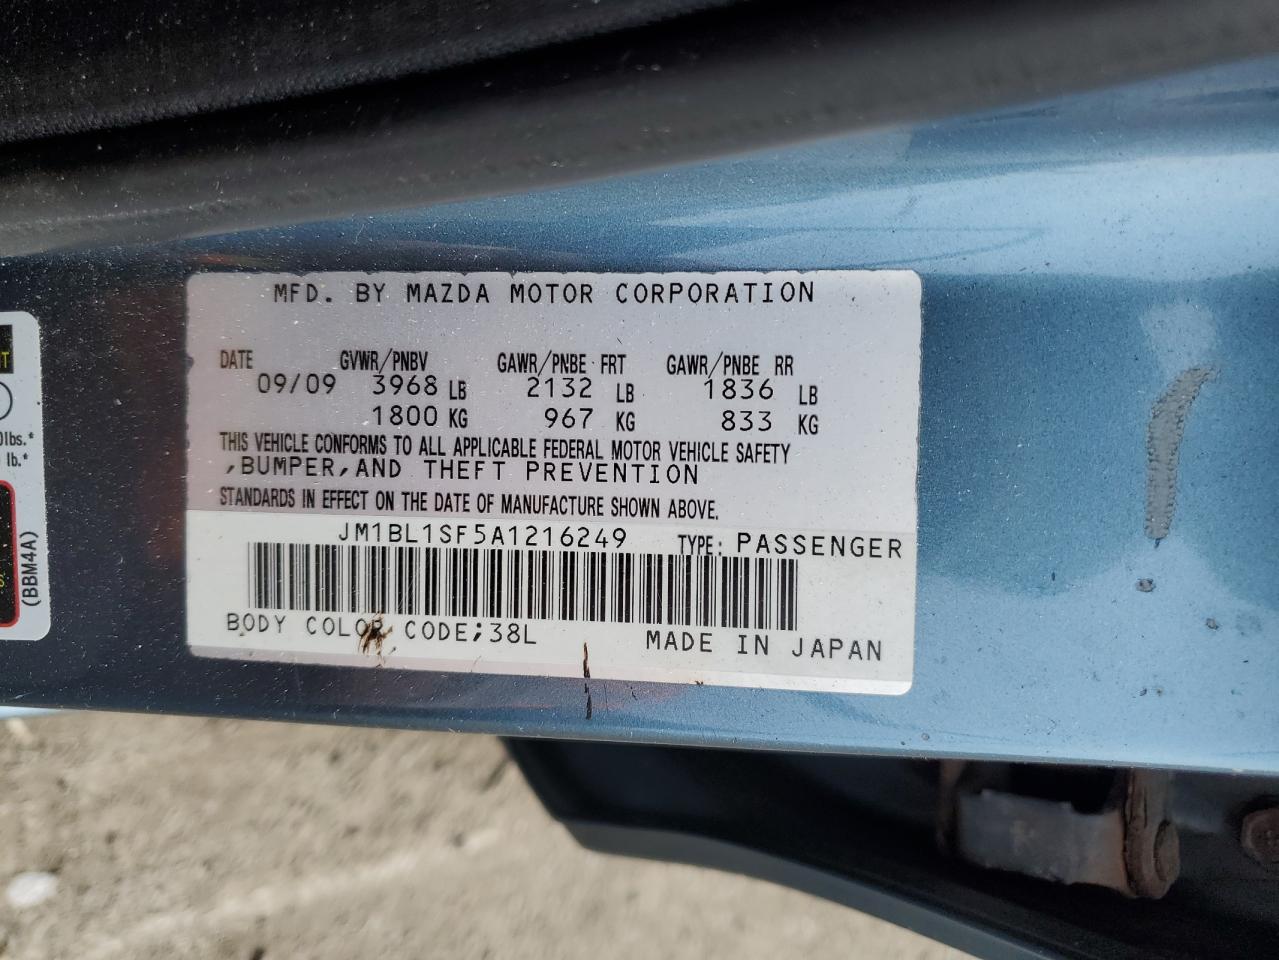 MFD. BY MAZDA MOTOR CORPORATION
DATE GVWR/PNBV GAWR/PNBE FRT GAWR/PNBE RR
09/09 3968 LB 2132 LB 1836 LB
1800 KG 967 KG 833 KG
THIS VEHICLE CONFORMS TO ALL APPLICABLE FEDERAL MOTOR VEHICLE SAFETY
,BUMPER,AND THEFT PREVENTION
STANDARDS IN EFFECT ON THE DATE OF MANUFACTURE SHOWN ABOVE.
JM1BL1SF5A1216249 TYPE: PASSENGER
BODY COLOR CODE;38L MADE IN JAPAN
lbs.*
lb.*
(BBM4A)